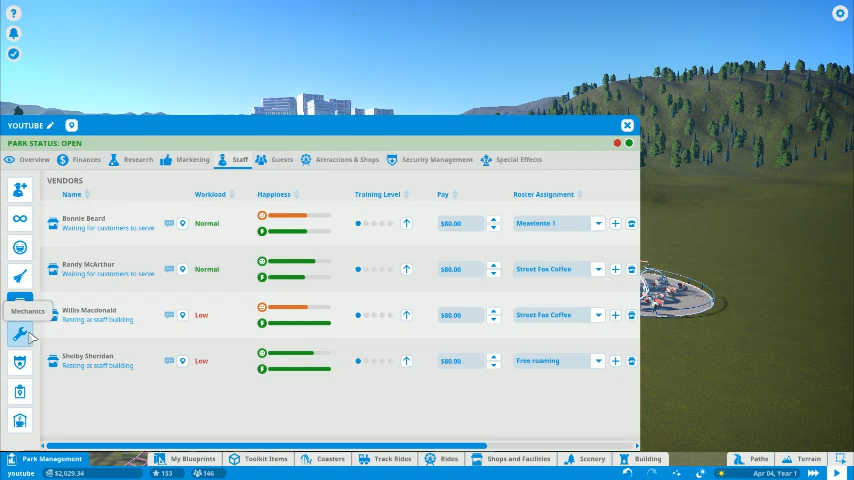 ?
YOUTUBE
PARK STATUS: OPEN
Overview Finances Research Marketing Staff Guests Attractions & Shops Security Management Special Effects
VENDORS
Name Workload Happiness Training Level Pay Roster Assignment
Bonnie Beard
Waiting for customers to serve
Normal $80.00 Mexelente 1
Randy McArthur
Waiting for customers to serve
Normal $80.00 Street Fox Coffee
Mechanics
Willis Macdonald
Resting at staff building
Low $80.00 Street Fox Coffee
Shelby Sheridan
Resting at staff building
Low $80.00 Free roaming
Park Management My Blueprints Toolkit Items Coasters Track Rides Rides Shops and Facilities Scenery Building Paths Terrain
youtube $2,029.34 153 146 Apr 04, Year 1